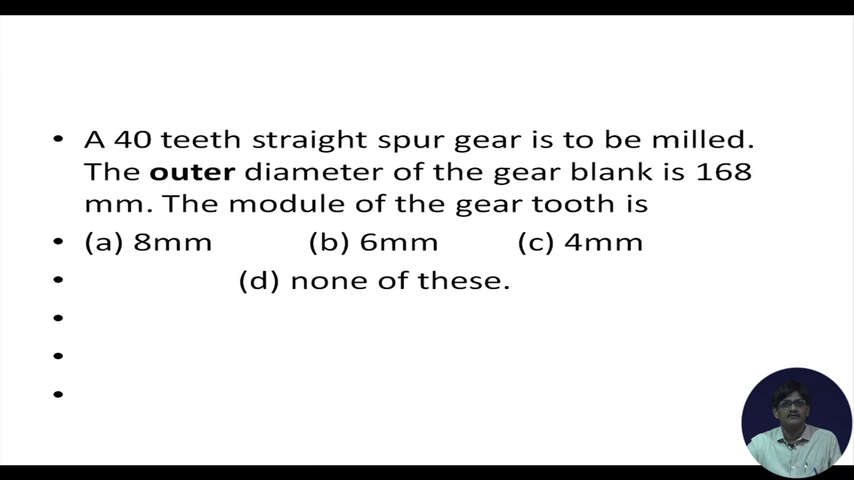 • A 40 teeth straight spur gear is to be milled.
The outer diameter of the gear blank is 168
mm. The module of the gear tooth is
• (a) 8mm (b) 6mm (c) 4mm
• (d) none of these.
•
•
•